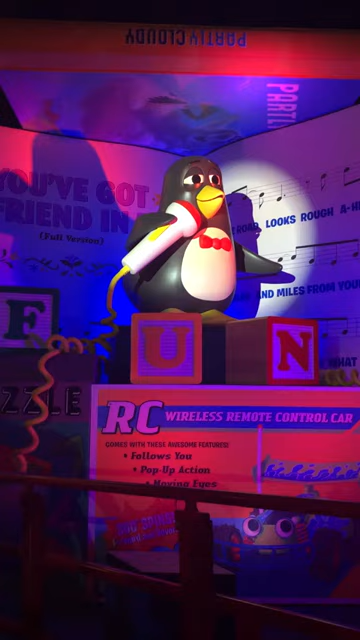 PARTLY CLOUDY
YOU'VE GOT
FRIEND IN
(Full Version)
ROAD LOOKS ROUGH A-H
AND MILES FROM YOUR
WHAT
F
U
N
ZZLE
RC WIRELESS REMOTE CONTROL CAR
COMES WITH THESE AWESOME FEATURES!
• Follows You
• Pop-Up Action
• Moving Eyes